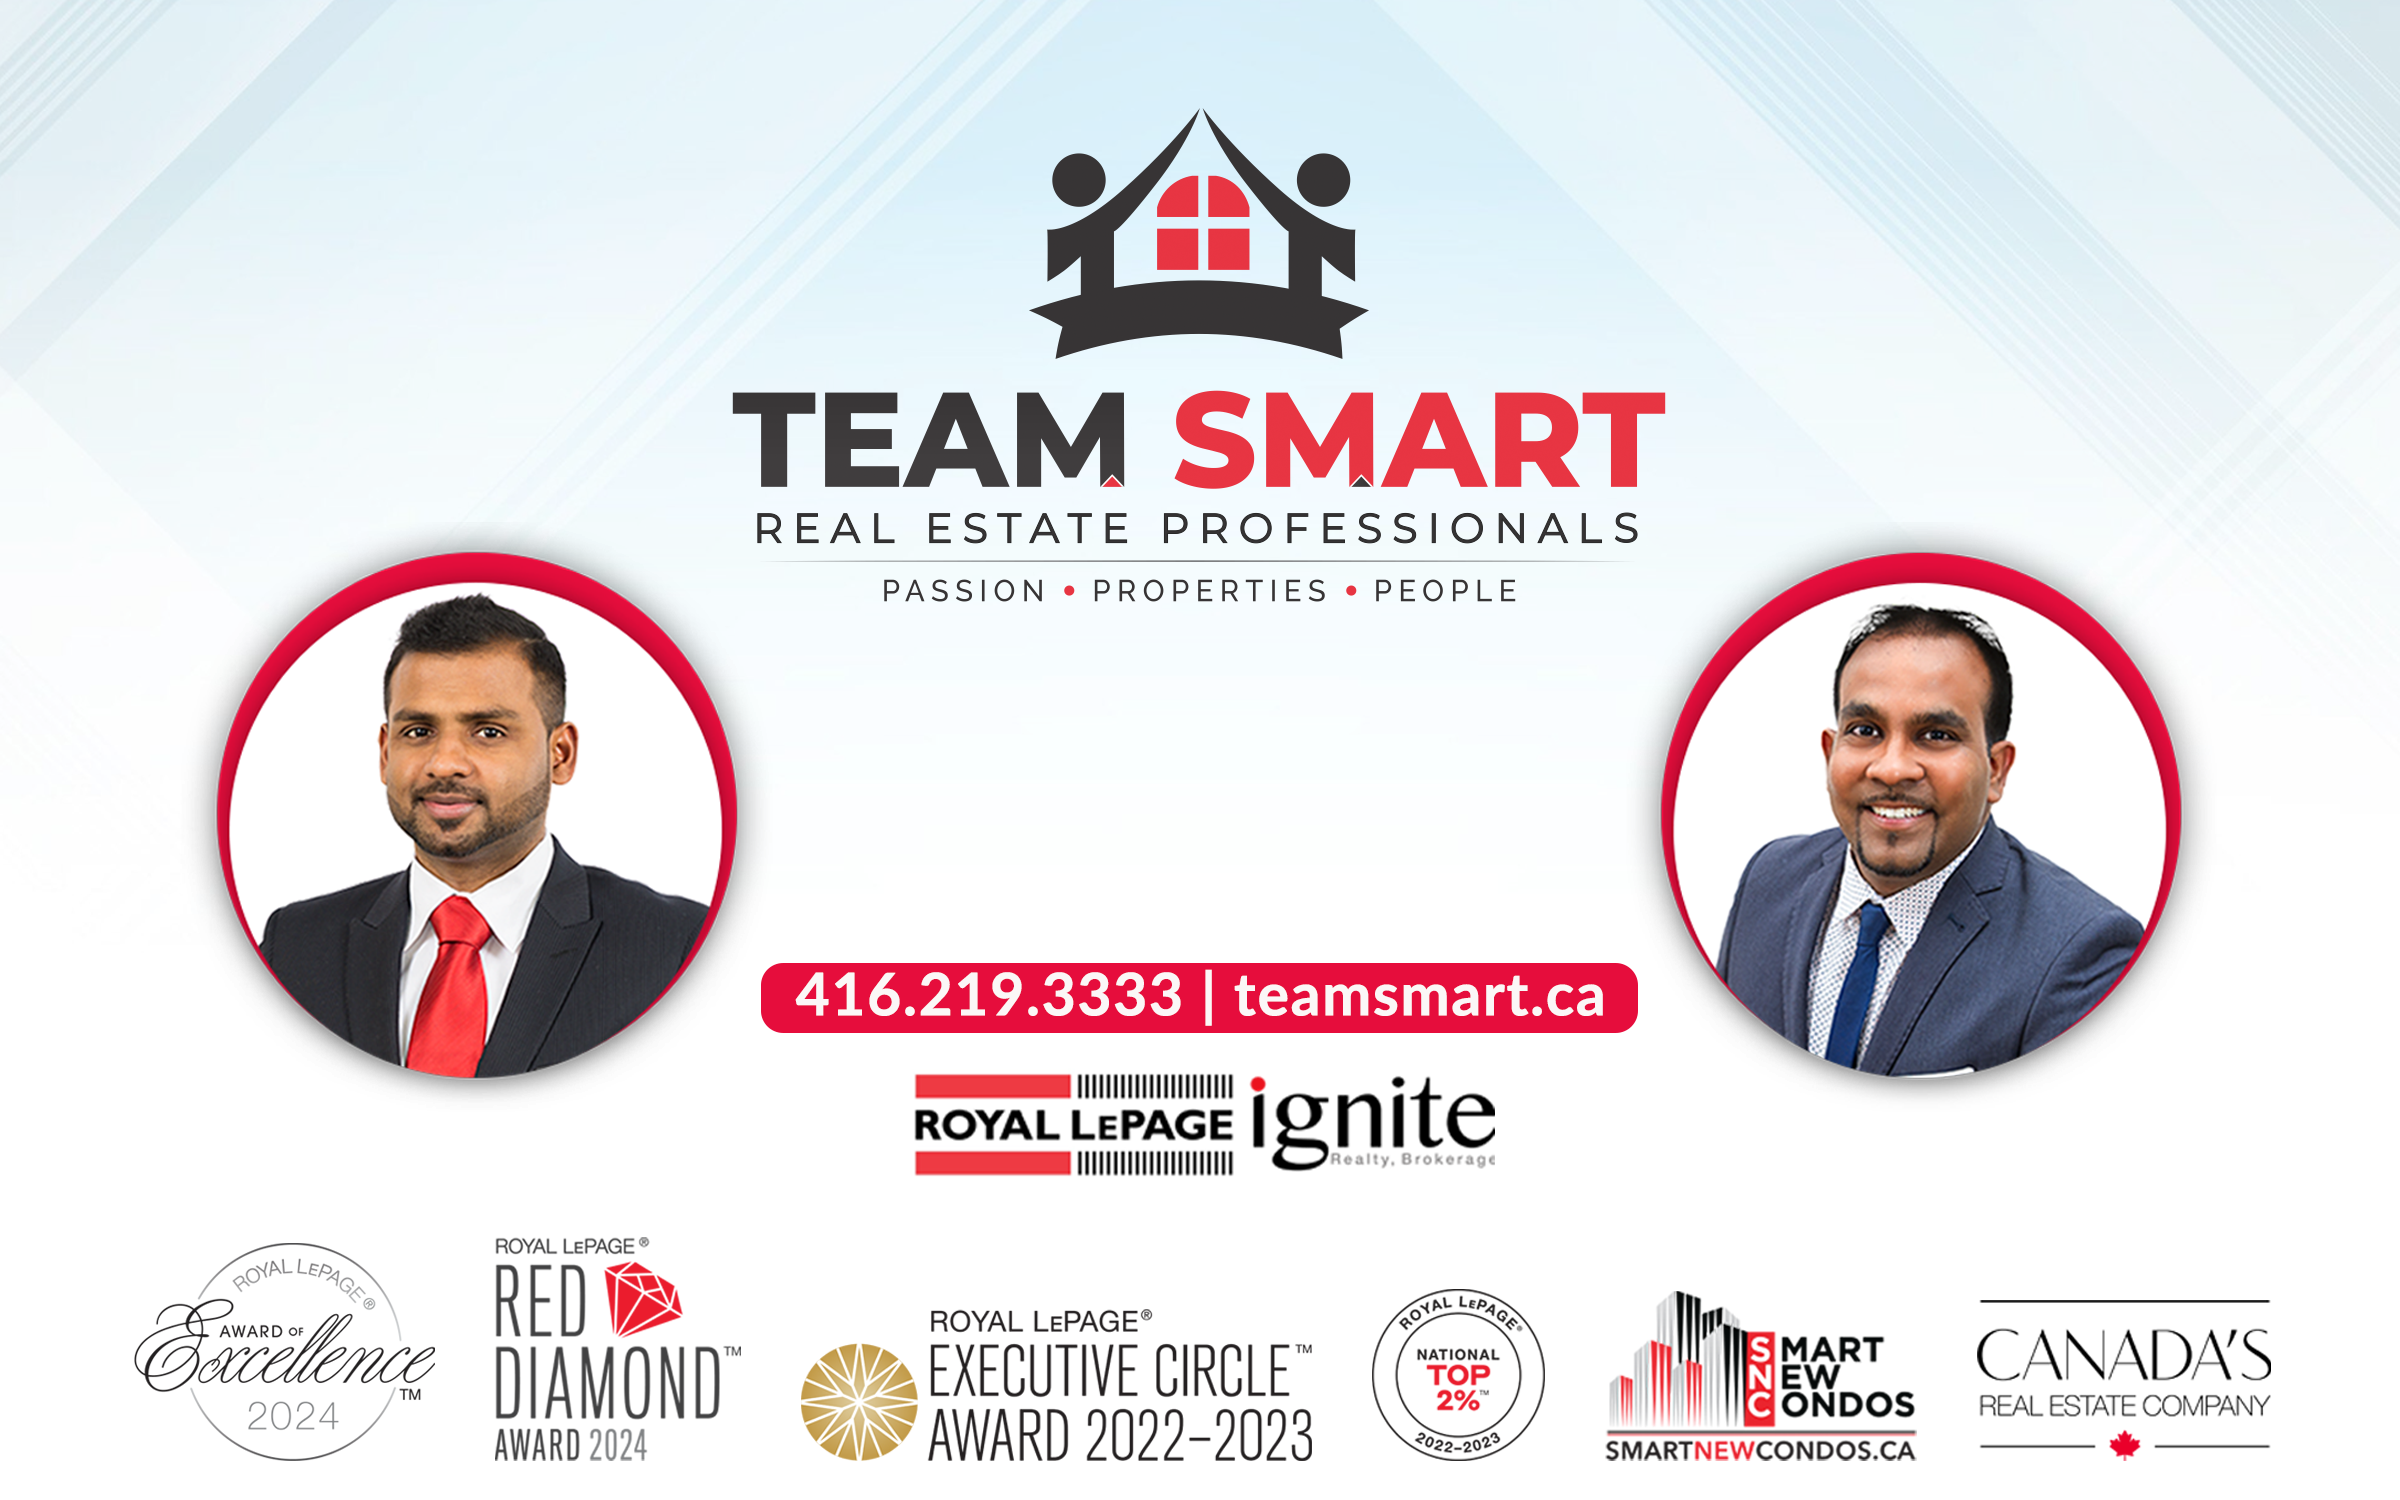 TEAM SMART
REAL ESTATE PROFESSIONALS
PASSION • PROPERTIES • PEOPLE
416.219.3333 | teamsmart.ca
ROYAL LEPAGE
ignite
Realty, Brokerage
ROYAL LEPAGE®
AWARD OF
Excellence™
2024
ROYAL LEPAGE®
RED
DIAMOND™
AWARD 2024
ROYAL LEPAGE®
EXECUTIVE CIRCLE™
AWARD 2022–2023
ROYAL LEPAGE®
NATIONAL
TOP
2%™
2022–2023
SMART
NEW
CONDOS
SMARTNEWCONDOS.CA
CANADA'S
REAL ESTATE COMPANY